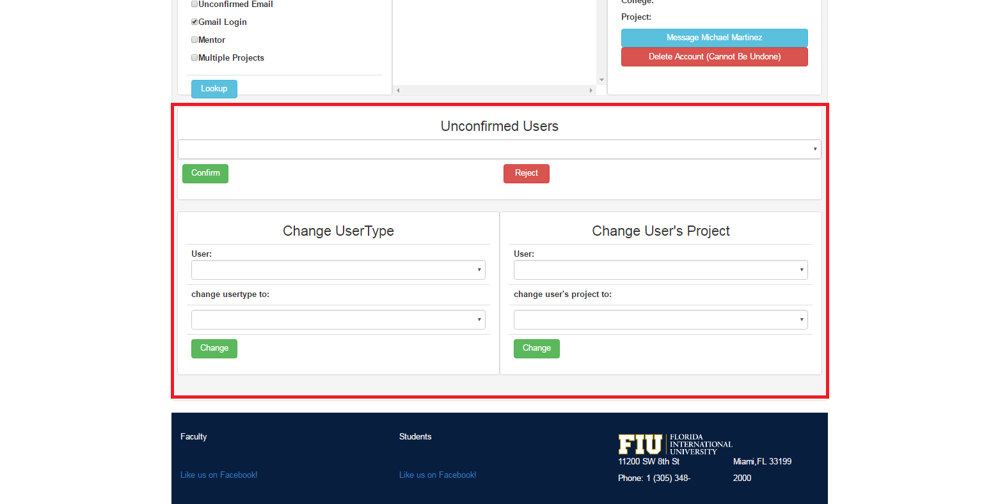 Unconfirmed Email
Gmail Login
Mentor
Multiple Projects
Lookup
College:
Project:
Message Michael Martinez
Delete Account (Cannot Be Undone)
Unconfirmed Users
Confirm
Reject
Change UserType
User:
change usertype to:
Change
Change User's Project
User:
change user's project to:
Change
Faculty
Like us on Facebook!
Students
Like us on Facebook!
FIU
FLORIDA
INTERNATIONAL
UNIVERSITY
11200 SW 8th St Miami,FL 33199
Phone: 1 (305) 348- 2000